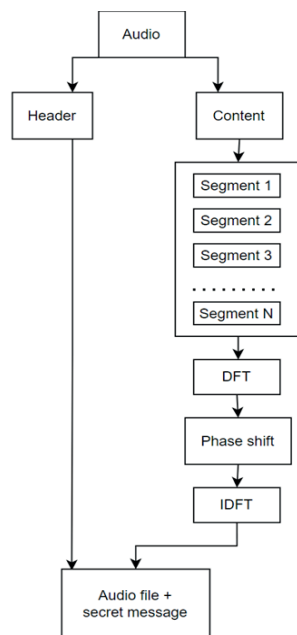 Audio
Header
Content
Segment 1
Segment 2
Segment 3
. . . . . . . . .
Segment N
DFT
Phase shift
IDFT
Audio file +
secret message